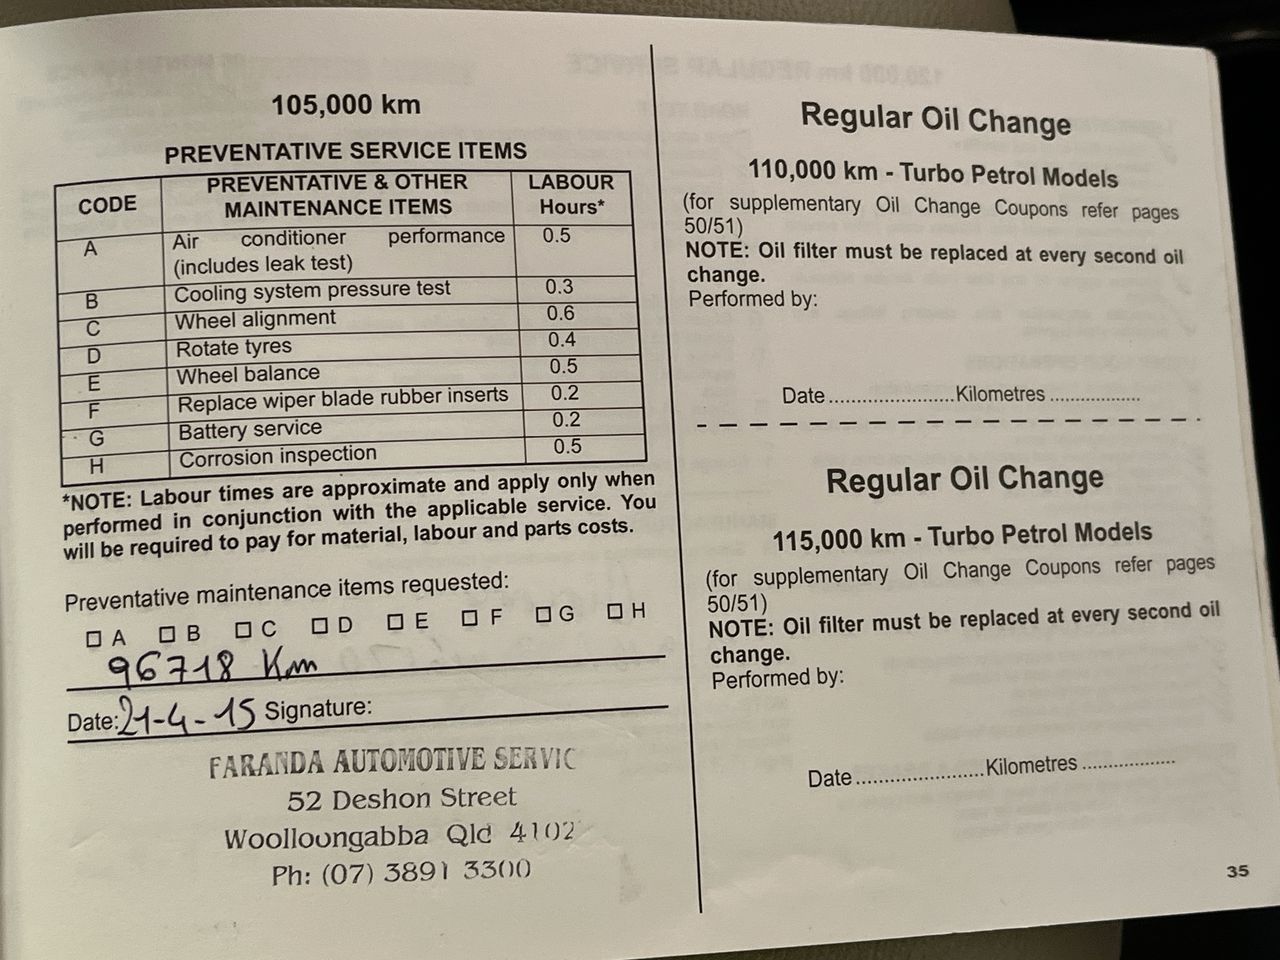 105,000 km
PREVENTATIVE SERVICE ITEMS
CODE PREVENTATIVE & OTHER MAINTENANCE ITEMS LABOUR Hours*
A Air conditioner performance (includes leak test) 0.5
B Cooling system pressure test 0.3
C Wheel alignment 0.6
D Rotate tyres 0.4
E Wheel balance 0.5
F Replace wiper blade rubber inserts 0.2
G Battery service 0.2
H Corrosion inspection 0.5
*NOTE: Labour times are approximate and apply only when
performed in conjunction with the applicable service. You
will be required to pay for material, labour and parts costs.
Preventative maintenance items requested:
☐ A ☐ B ☐ C ☐ D ☐ E ☐ F ☐ G ☐ H
96718 Km
Date: 21-4-15 Signature:
FARANDA AUTOMOTIVE SERVIC
52 Deshon Street
Woolloongabba Qld 4102
Ph: (07) 3891 3300
Regular Oil Change
110,000 km - Turbo Petrol Models
(for supplementary Oil Change Coupons refer pages
50/51)
NOTE: Oil filter must be replaced at every second oil
change.
Performed by:
Date ....................... Kilometres ..................
Regular Oil Change
115,000 km - Turbo Petrol Models
(for supplementary Oil Change Coupons refer pages
50/51)
NOTE: Oil filter must be replaced at every second oil
change.
Performed by:
Date ....................... Kilometres ..................
35